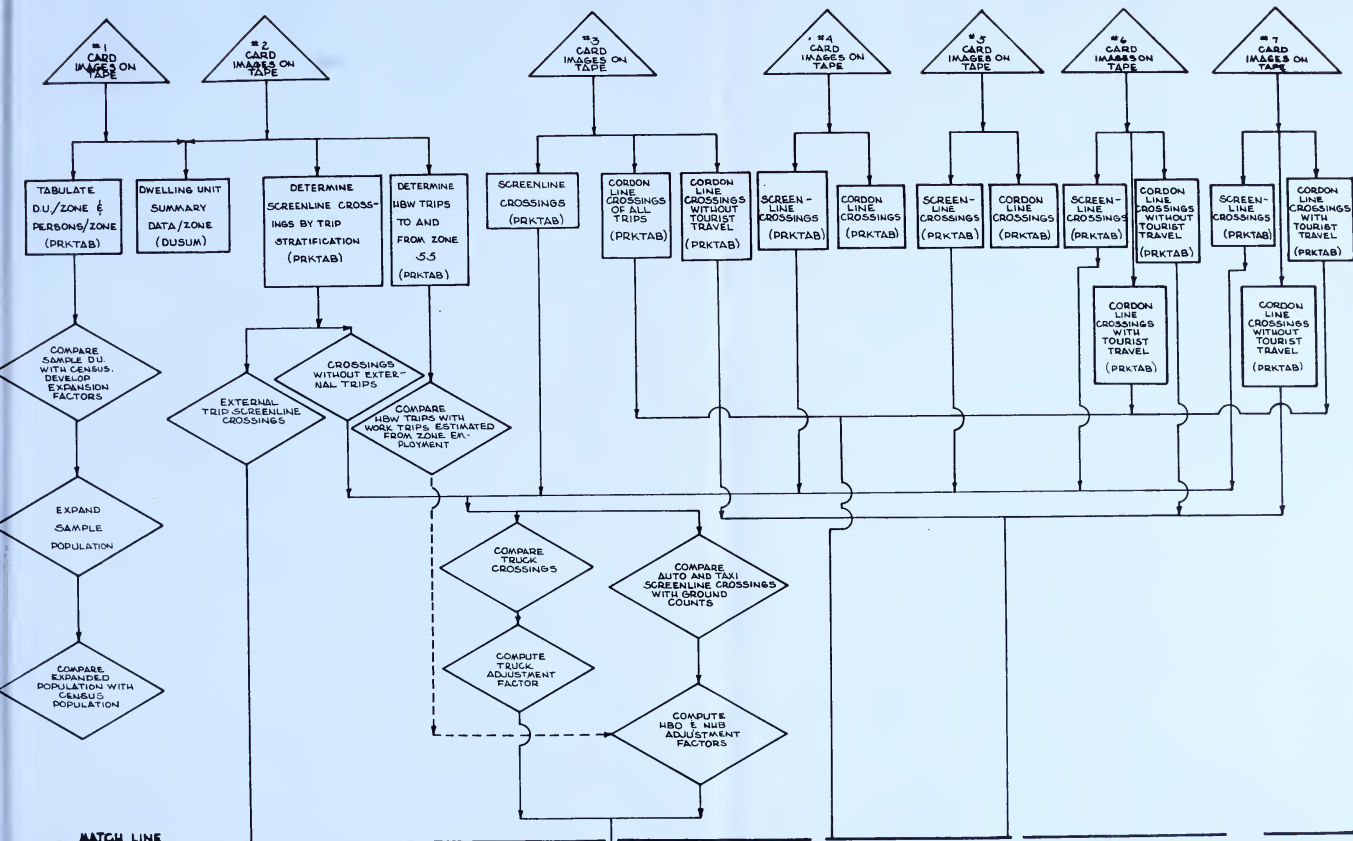 #1
CARD
IMAGES ON
TAPE
#2
CARD
IMAGES ON
TAPE
#3
CARD
IMAGES ON
TAPE
#4
CARD
IMAGES ON
TAPE
#5
CARD
IMAGES ON
TAPE
#6
CARD
IMAGES ON
TAPE
#7
CARD
IMAGES ON
TAPE
TABULATE
D.U./ZONE &
PERSONS/ZONE
(PRKTAB)
DWELLING UNIT
SUMMARY
DATA/ZONE
(DUSUM)
DETERMINE
SCREENLINE CROSS-
INGS BY TRIP
STRATIFICATION
(PRKTAB)
DETERMINE
HBW TRIPS
TO AND
FROM ZONE
55
(PRKTAB)
SCREENLINE
CROSSINGS
(PRKTAB)
CORDON
LINE
CROSSINGS
OF ALL
TRIPS
(PRKTAB)
CORDON
LINE
CROSSINGS
WITHOUT
TOURIST
TRAVEL
(PRKTAB)
SCREEN-
LINE
CROSSINGS
(PRKTAB)
CORDON
LINE
CROSSINGS
(PRKTAB)
SCREEN-
LINE
CROSSINGS
(PRKTAB)
CORDON
LINE
CROSSINGS
(PRKTAB)
SCREEN-
LINE
CROSSINGS
(PRKTAB)
CORDON
LINE
CROSSINGS
WITHOUT
TOURIST
TRAVEL
(PRKTAB)
SCREEN-
LINE
CROSSINGS
(PRKTAB)
CORDON
LINE
CROSSINGS
WITH
TOURIST
TRAVEL
(PRKTAB)
CORDON
LINE
CROSSINGS
WITH
TOURIST
TRAVEL
(PRKTAB)
CORDON
LINE
CROSSINGS
WITHOUT
TOURIST
TRAVEL
(PRKTAB)
COMPARE
SAMPLE D.U.
WITH CENSUS.
DEVELOP
EXPANSION
FACTORS
EXTERNAL
TRIP SCREENLINE
CROSSINGS
CROSSINGS
WITHOUT EXTER-
NAL TRIPS
COMPARE
HBW TRIPS WITH
WORK TRIPS ESTIMATED
FROM ZONE EM-
PLOYMENT
EXPAND
SAMPLE
POPULATION
COMPARE
TRUCK
CROSSINGS
COMPARE
AUTO AND TAXI
SCREENLINE CROSSINGS
WITH GROUND
COUNTS
COMPARE
EXPANDED
POPULATION WITH
CENSUS
POPULATION
COMPUTE
TRUCK
ADJUSTMENT
FACTOR
COMPUTE
HBO & NHB
ADJUSTMENT
FACTORS
MATCH LINE